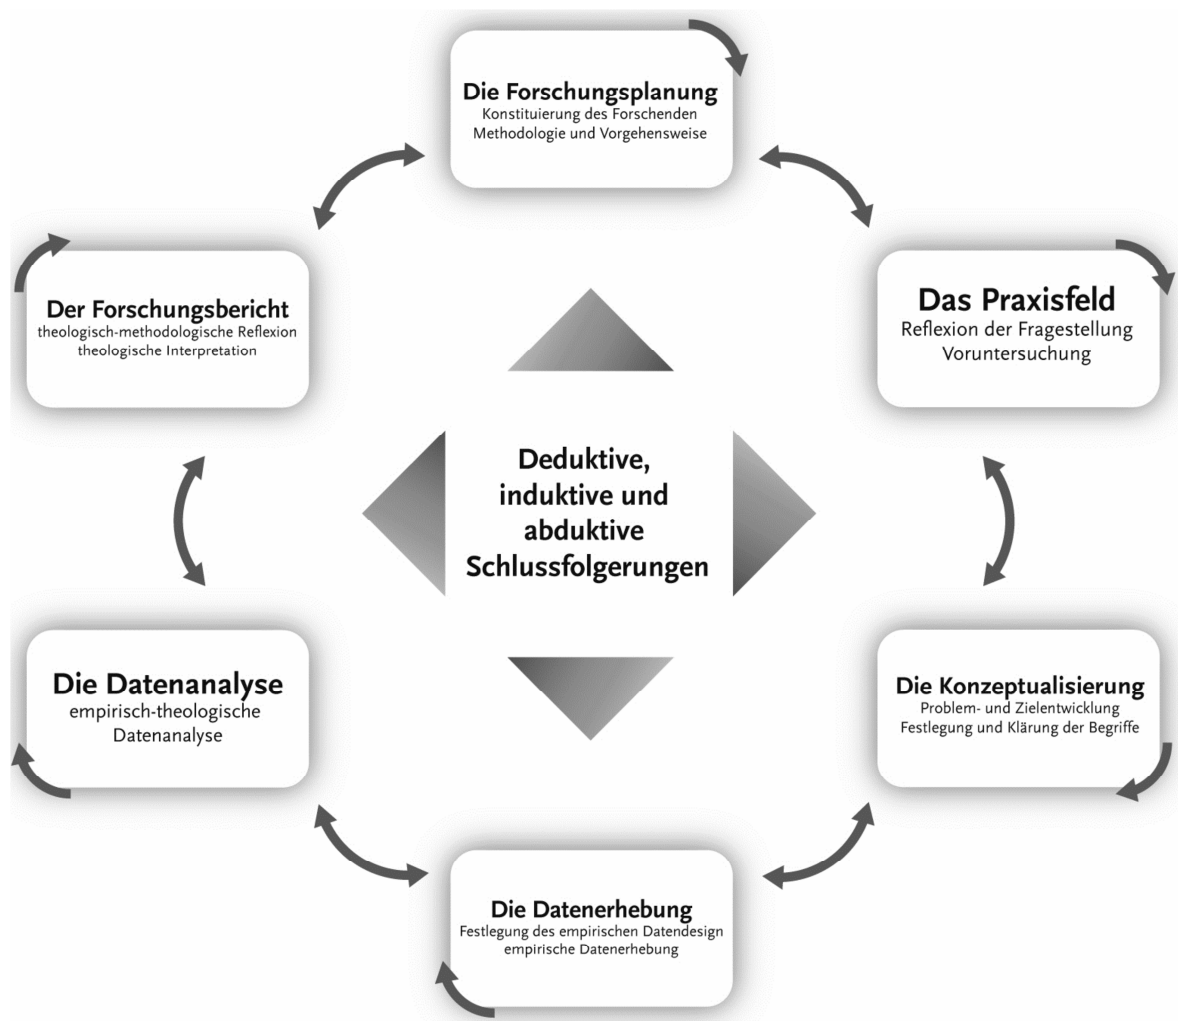 Die Forschungsplanung
Konstituierung des Forschenden
Methodologie und Vorgehensweise
Das Praxisfeld
Reflexion der Fragestellung
Voruntersuchung
Die Konzeptualisierung
Problem- und Zielentwicklung
Festlegung und Klärung der Begriffe
Die Datenerhebung
Festlegung des empirischen Datendesign
empirische Datenerhebung
Die Datenanalyse
empirisch-theologische
Datenanalyse
Der Forschungsbericht
theologisch-methodologische Reflexion
theologische Interpretation
Deduktive,
induktive und
abduktive
Schlussfolgerungen